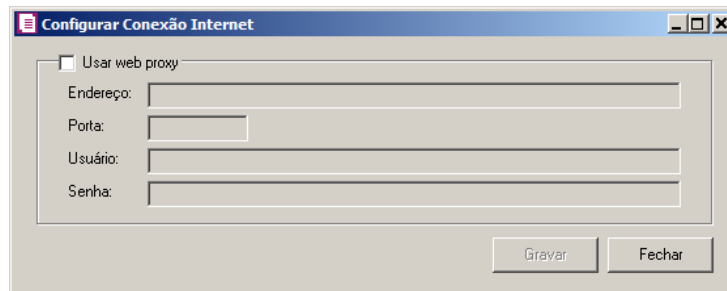 Configurar Conexão Internet
Usar web proxy
Endereço:
Porta:
Usuário:
Senha:
Gravar Fechar